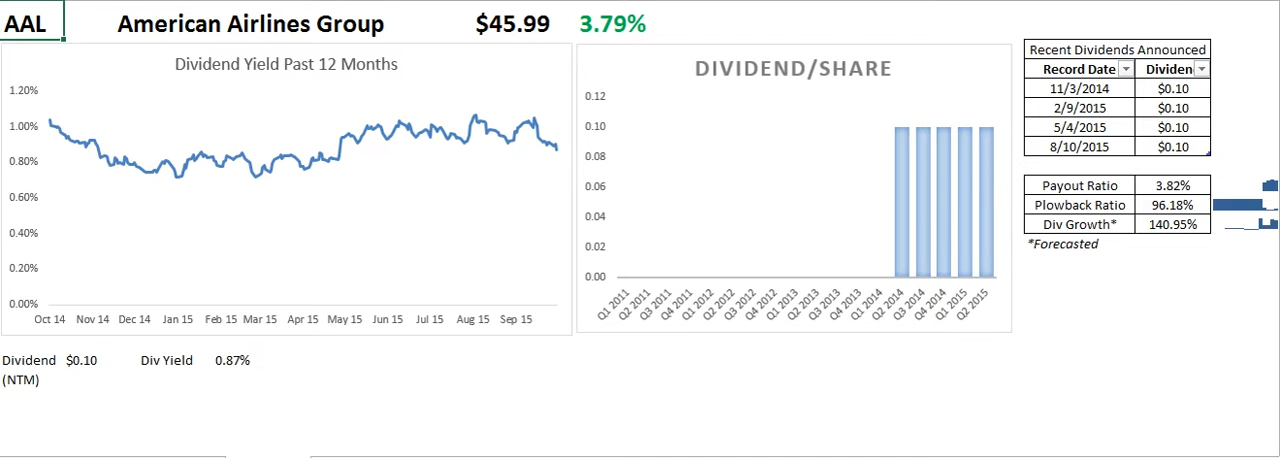 AAL American Airlines Group $45.99 3.79%
Dividend Yield Past 12 Months
1.20%
1.00%
0.80%
0.60%
0.40%
0.20%
0.00%
Oct 14 Nov 14 Dec 14 Jan 15 Feb 15 Mar 15 Apr 15 May 15 Jun 15 Jul 15 Aug 15 Sep 15
DIVIDEND/SHARE
0.12
0.10
0.08
0.06
0.04
0.02
0.00
Q1 2011 Q2 2011 Q3 2011 Q4 2011 Q1 2012 Q2 2012 Q3 2012 Q4 2012 Q1 2013 Q2 2013 Q3 2013 Q4 2013 Q1 2014 Q2 2014 Q3 2014 Q4 2014 Q1 2015 Q2 2015
Recent Dividends Announced
Record Date Dividen
11/3/2014 $0.10
2/9/2015 $0.10
5/4/2015 $0.10
8/10/2015 $0.10
Payout Ratio 3.82%
Plowback Ratio 96.18%
Div Growth* 140.95%
*Forecasted
Dividend $0.10 Div Yield 0.87%
(NTM)